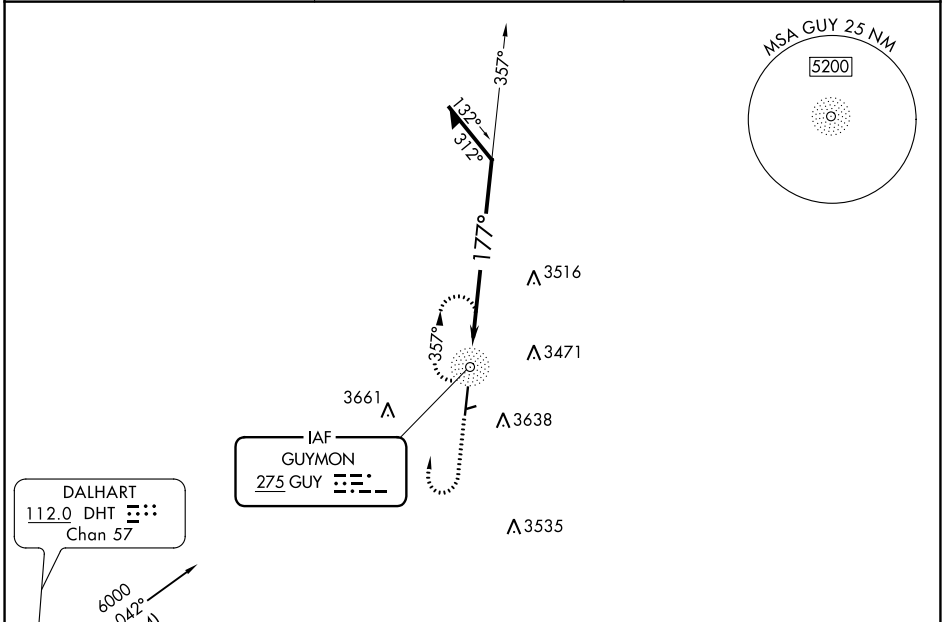 MSA GUY 25 NM
5200
357°
132°
312°
177°
3516
357°
3471
3661
3638
IAF
GUYMON
275 GUY
DALHART
112.0 DHT
Chan 57
3535
6000
042°